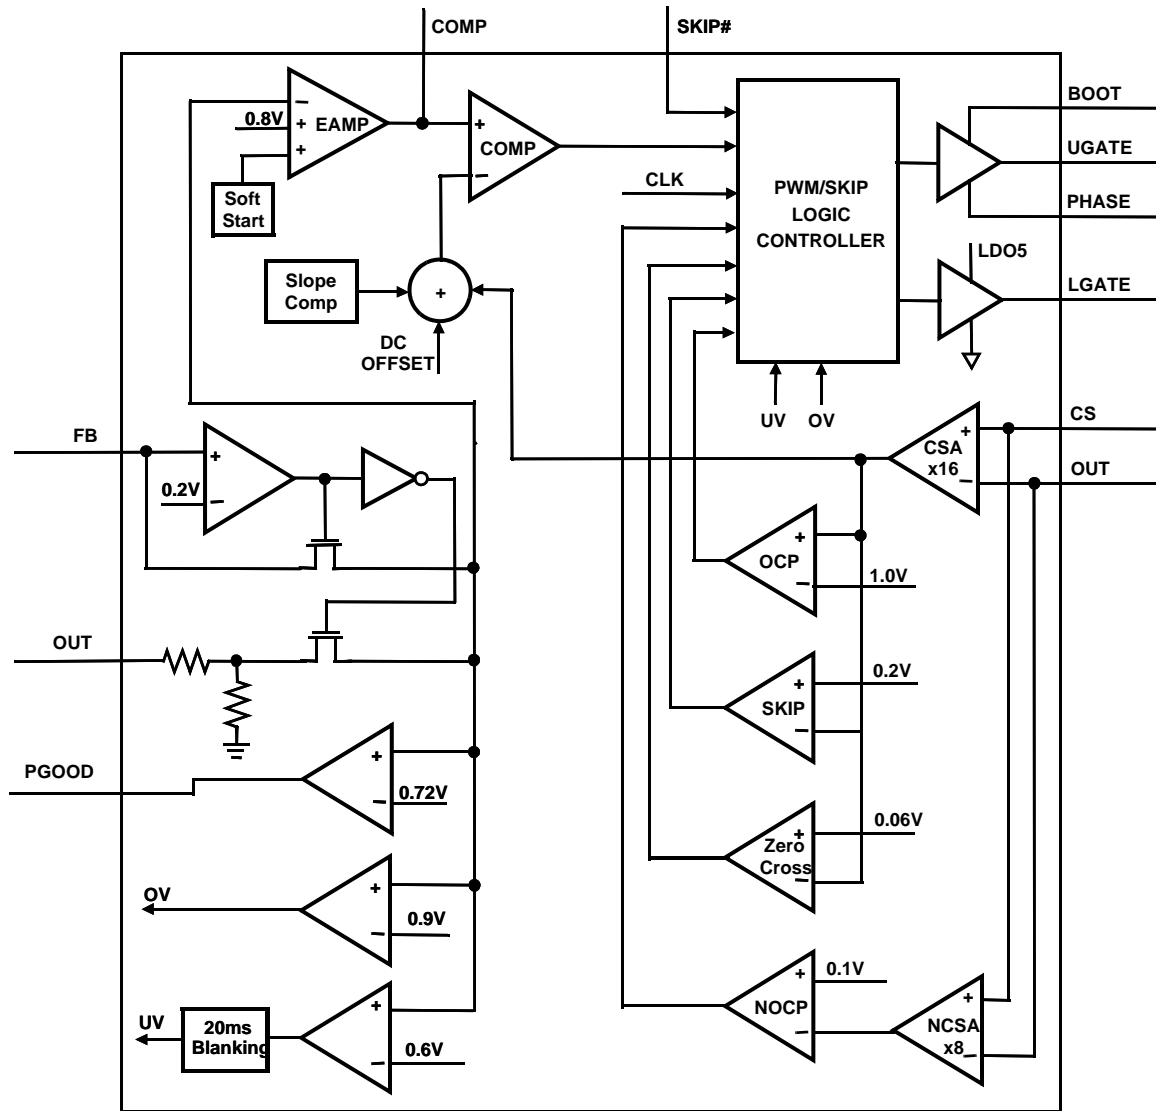 COMP
SKIP#
BOOT
UGATE
PHASE
LGATE
CS
OUT
0.8V
−
+
+
EAMP
Soft
Start
+
COMP
−
CLK
PWM/SKIP
LOGIC
CONTROLLER
LDO5
Slope
Comp
+
DC
OFFSET
UV
OV
FB
+
0.2V
−
+
CSA
x16
−
+
OCP
−
1.0V
OUT
+
SKIP
−
0.2V
PGOOD
+
−
0.72V
+
Zero
Cross
−
0.06V
OV
+
−
0.9V
+
NOCP
−
0.1V
+
NCSA
x8
−
UV
20ms
Blanking
+
−
0.6V